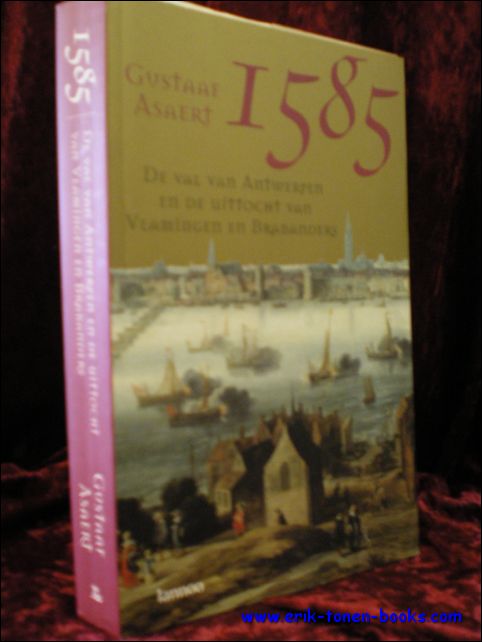 1585
De val van Antwerpen en de uittocht
van Vlamingen en Brabanders
Gustaaf
Asaert
Gustaaf
Asaert
1585
De val van Antwerpen
en de uittocht van
Vlamingen en Brabanders
lannoo
www.erik-tonen-books.com